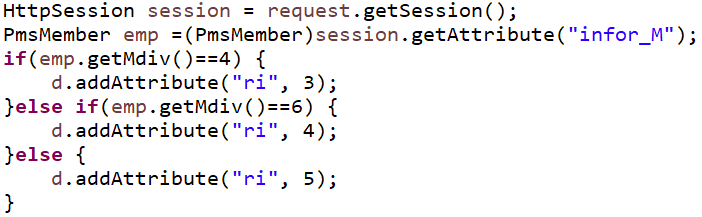 HttpSession session = request.getSession();
PmsMember emp =(PmsMember)session.getAttribute("infor_M");
if(emp.getMdiv()==4) {
    d.addAttribute("ri", 3);
}else if(emp.getMdiv()==6) {
    d.addAttribute("ri", 4);
}else {
    d.addAttribute("ri", 5);
}